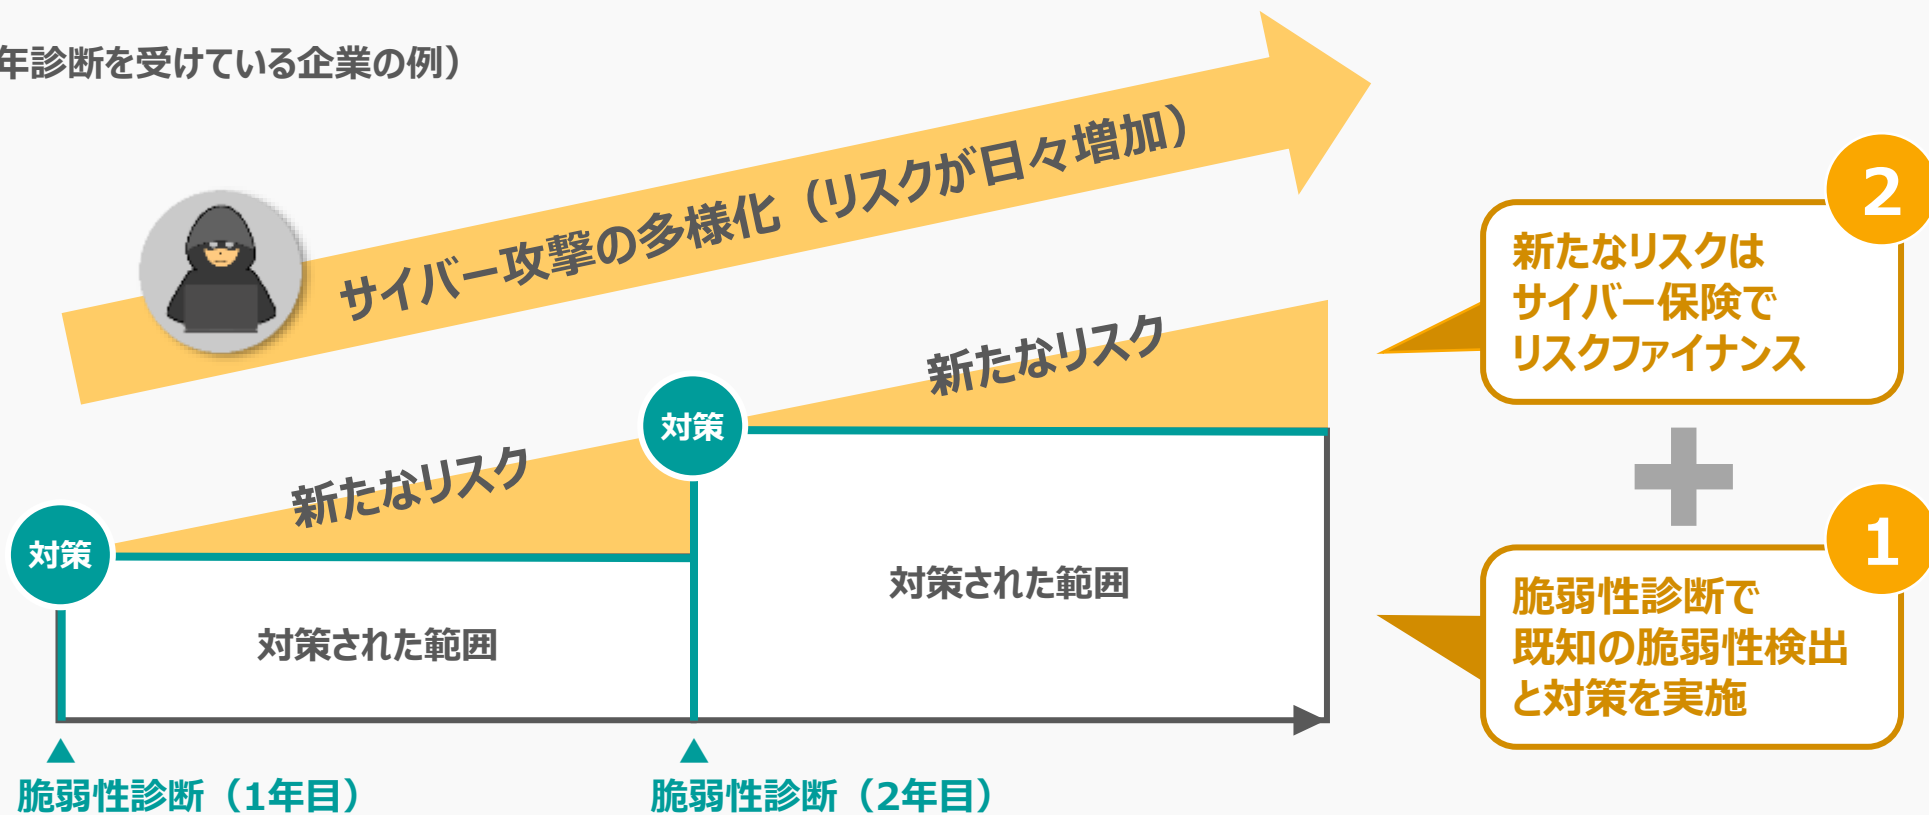 年診断を受けている企業の例）
サイバー攻撃の多様化（リスクが日々増加）
新たなリスク
対策
新たなリスク
対策
対策された範囲
対策された範囲
脆弱性診断（1年目）
脆弱性診断（2年目）
2
新たなリスクは
サイバー保険で
リスクファイナンス
1
脆弱性診断で
既知の脆弱性検出
と対策を実施